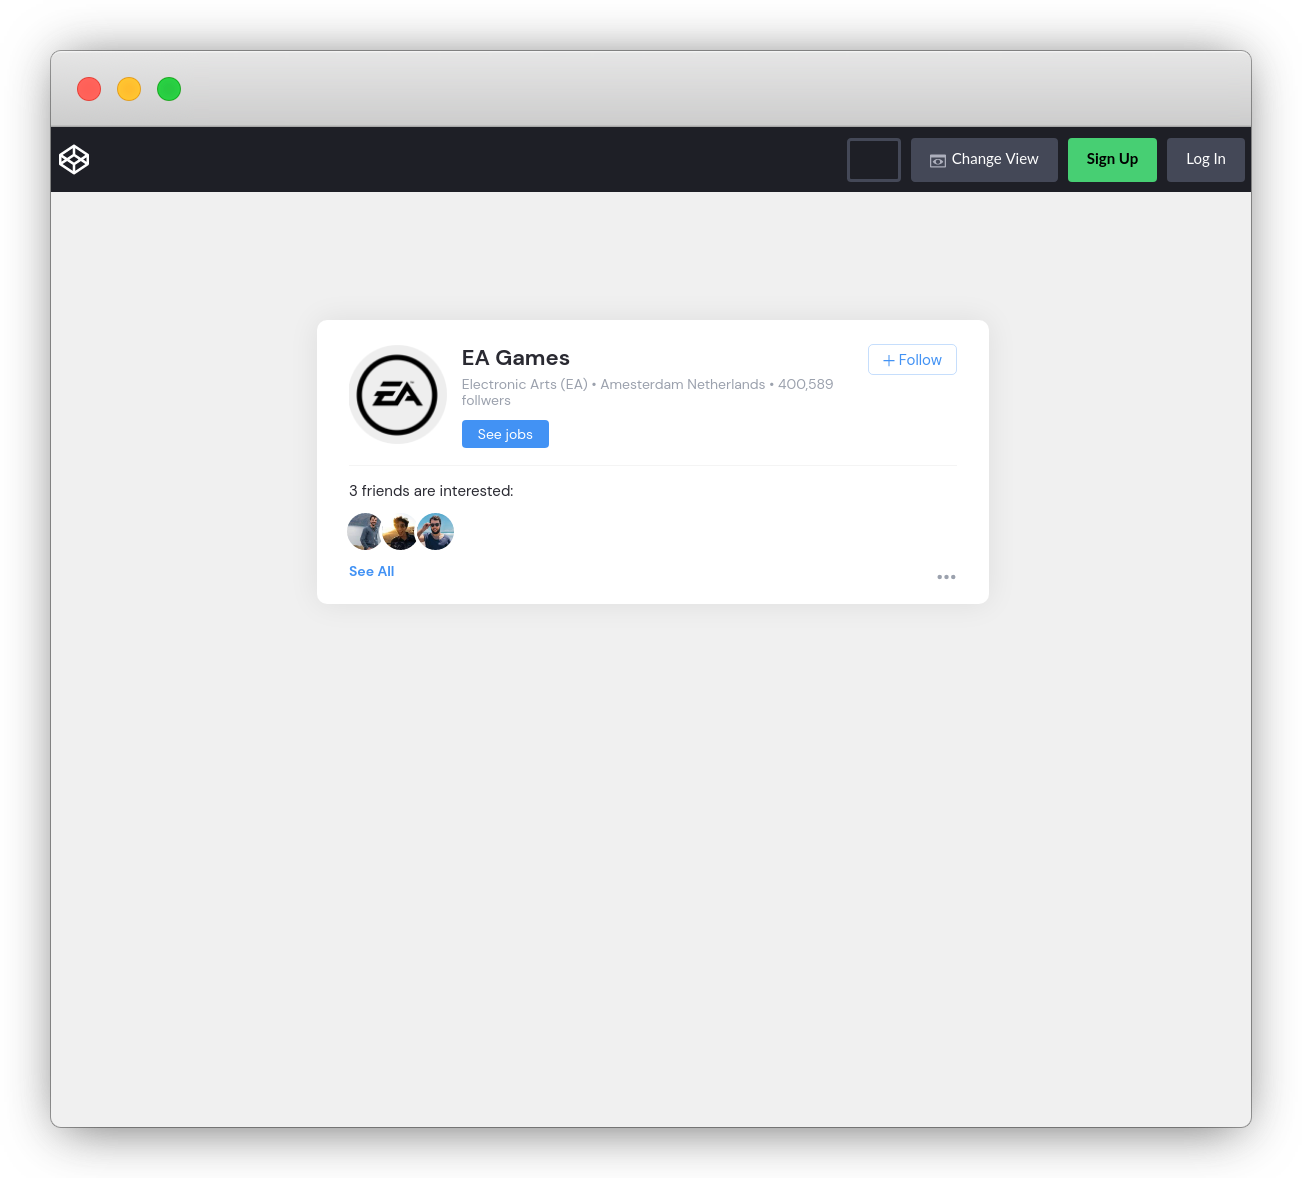 Change View
Sign Up
Log In
EA
EA Games
Electronic Arts (EA) • Amesterdam Netherlands • 400,589
follwers
+ Follow
See jobs
3 friends are interested:
See All